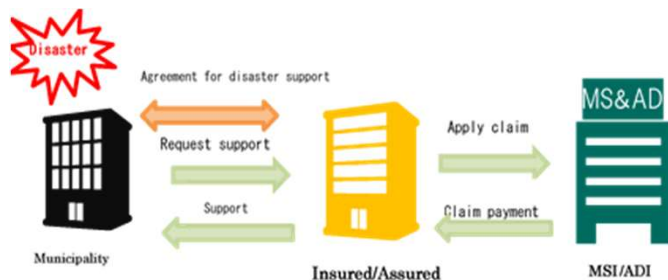 Disaster
Agreement for disaster support
MS&AD
Request support
Apply claim
Support
Claim payment
Municipality
Insured/Assured
MSI/ADI